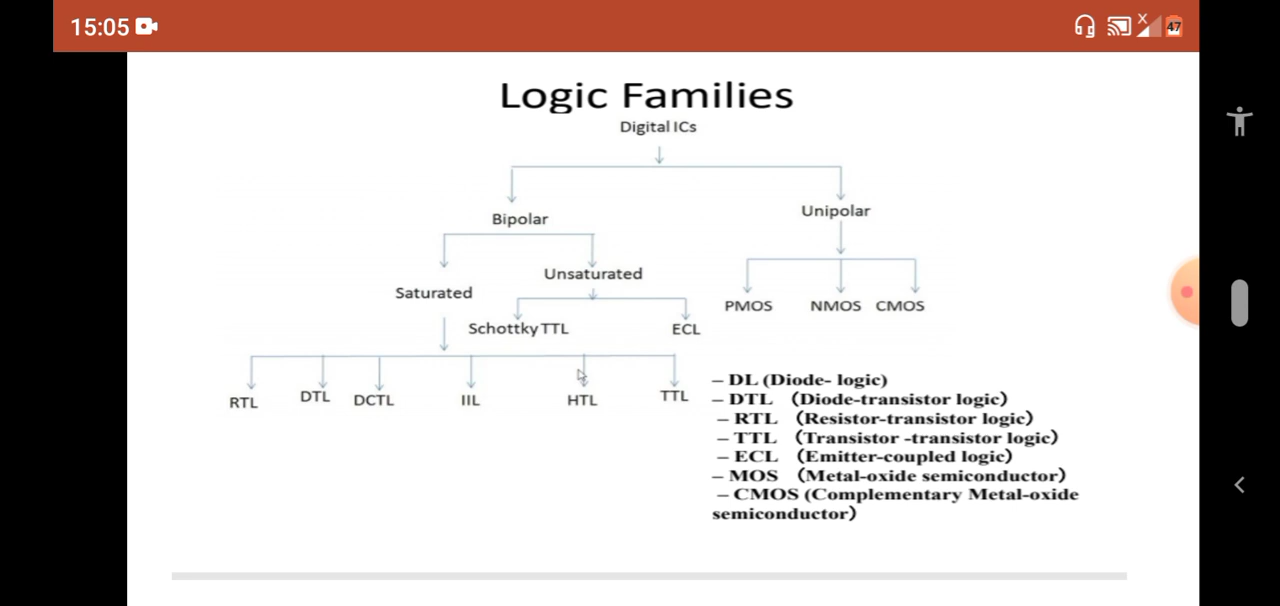 15:05
X
47
Logic Families
Digital ICs
Bipolar
Unipolar
Saturated
Unsaturated
Schottky TTL
ECL
PMOS
NMOS
CMOS
RTL
DTL
DCTL
IIL
HTL
TTL
– DL (Diode- logic)
– DTL (Diode-transistor logic)
– RTL (Resistor-transistor logic)
– TTL (Transistor -transistor logic)
– ECL (Emitter-coupled logic)
– MOS (Metal-oxide semiconductor)
– CMOS (Complementary Metal-oxide
semiconductor)